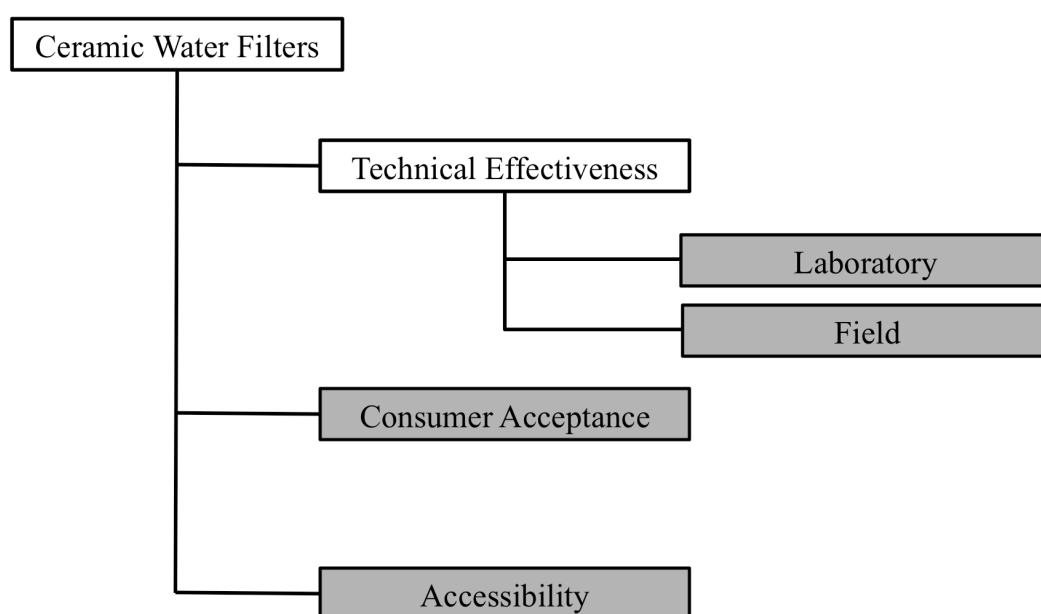 Ceramic Water Filters
Technical Effectiveness
Laboratory
Field
Consumer Acceptance
Accessibility